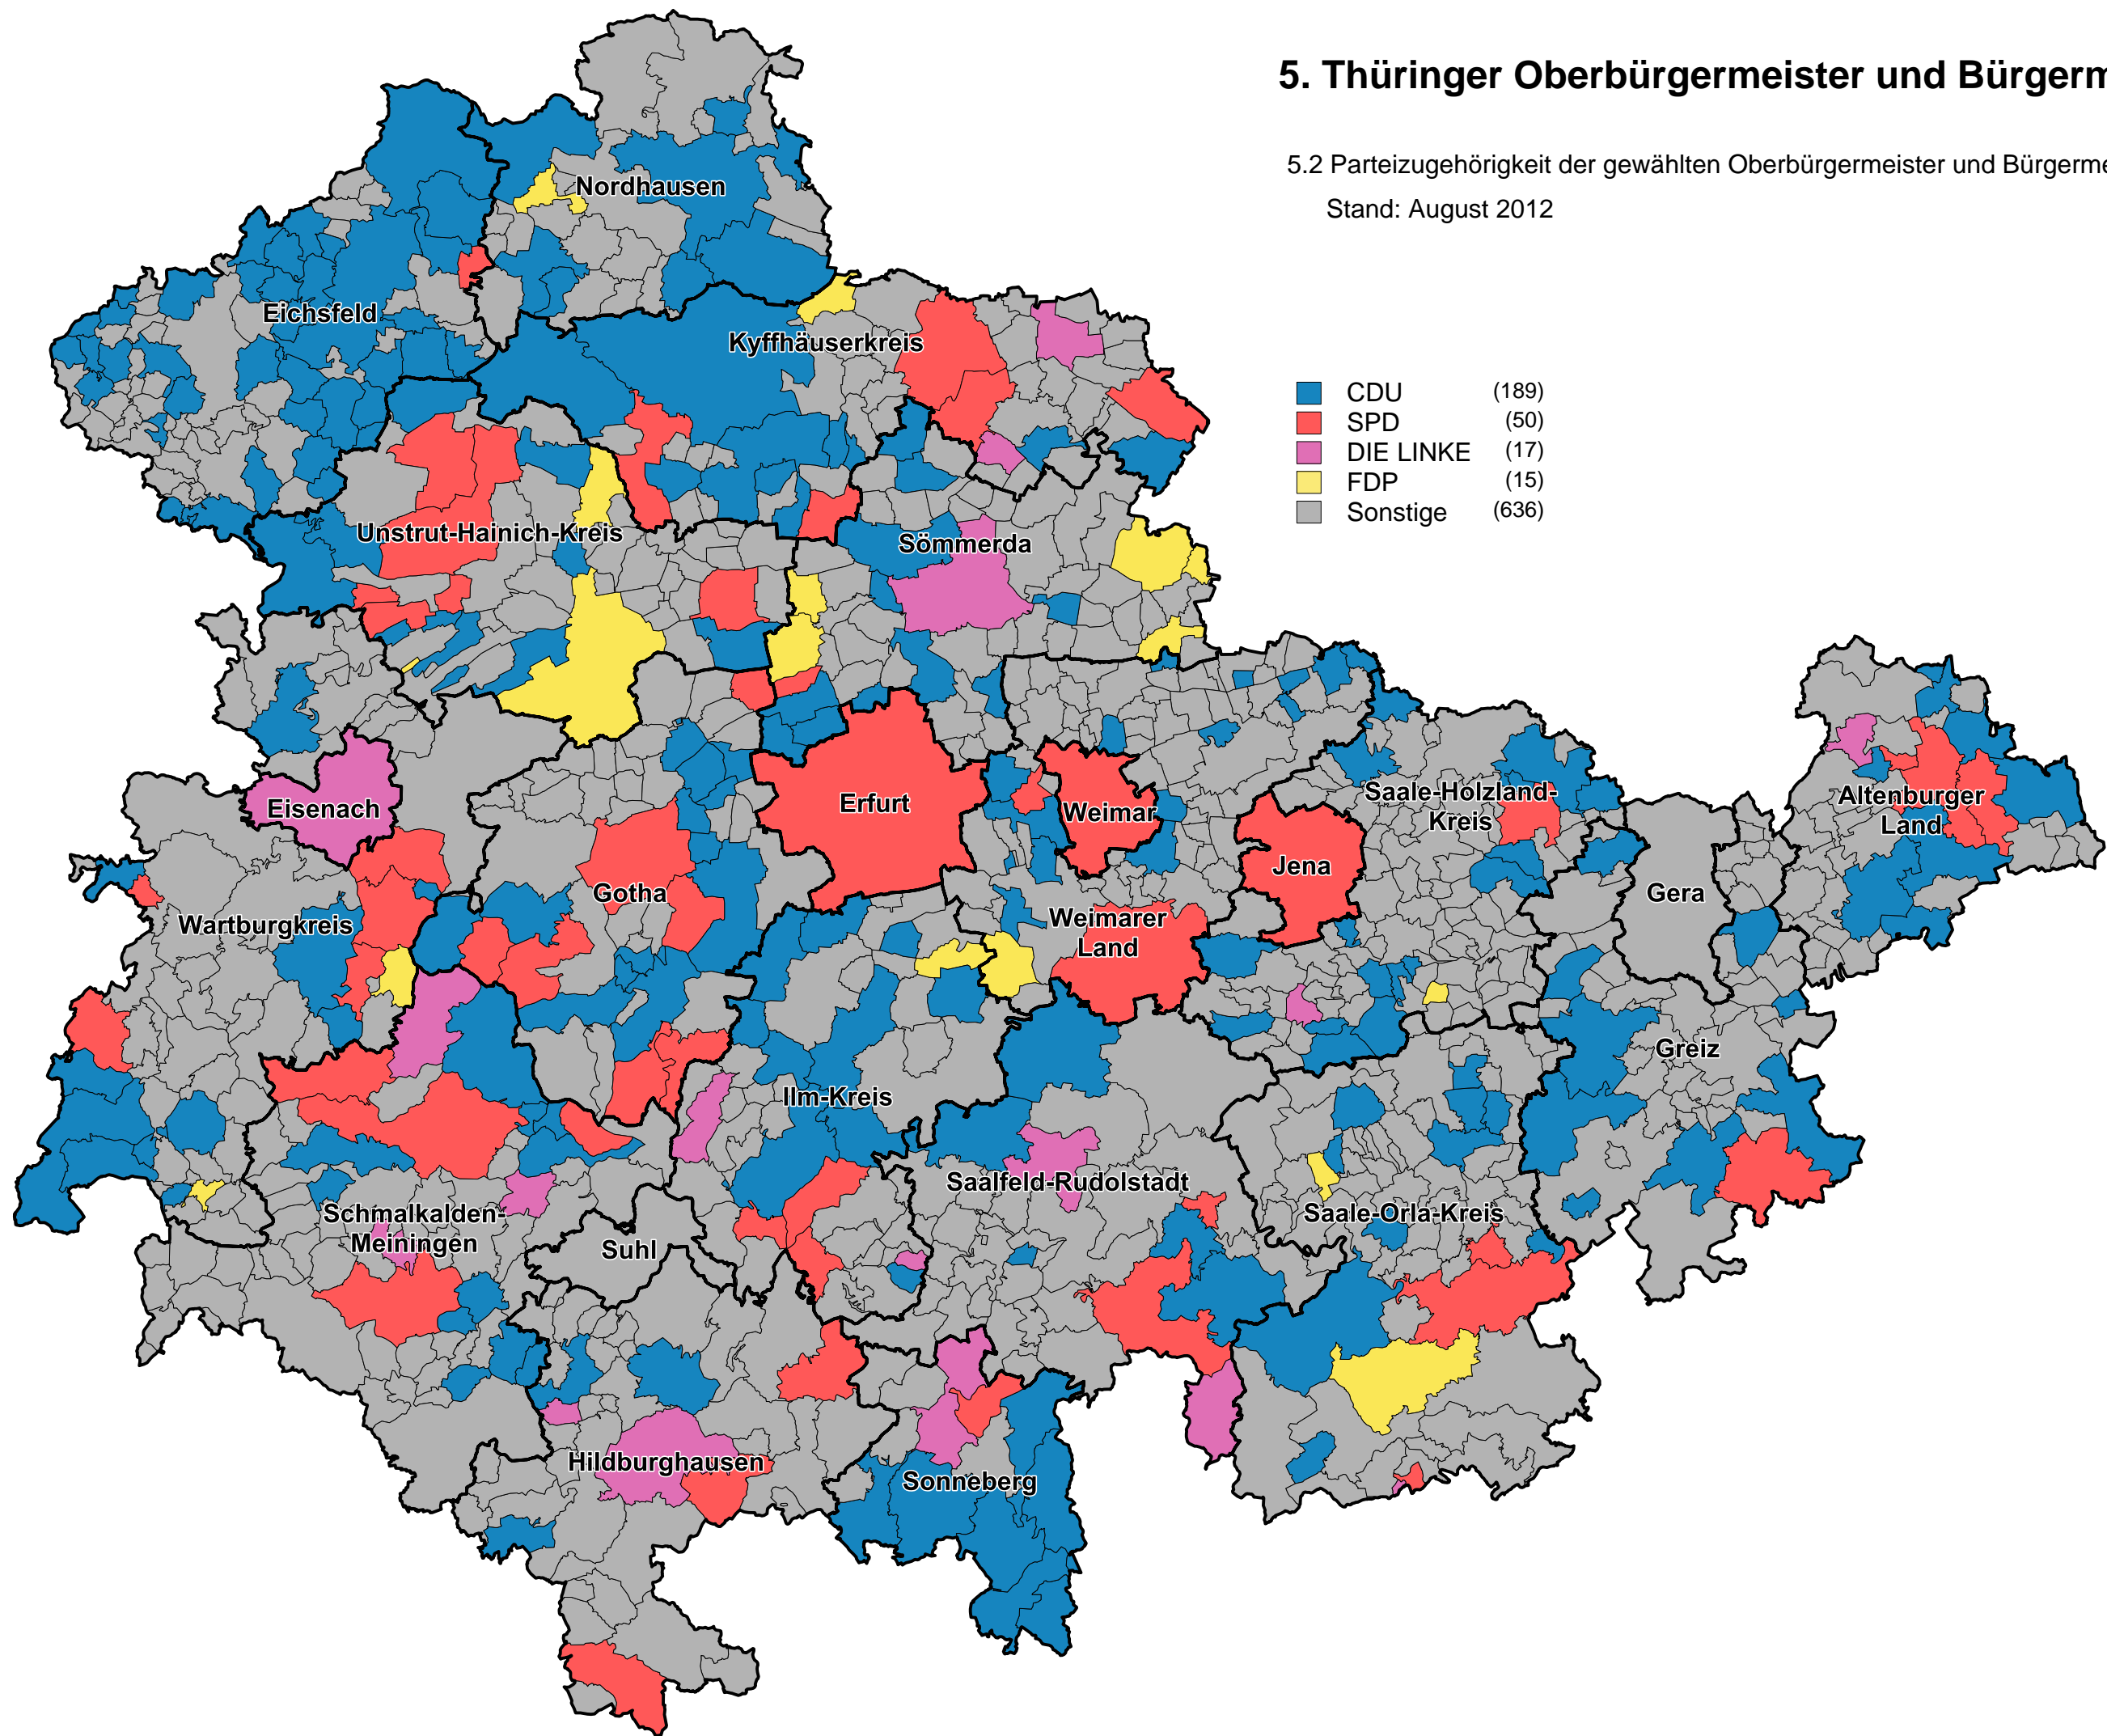 5. Thüringer Oberbürgermeister und Bürgerm
5.2 Parteizugehörigkeit der gewählten Oberbürgermeister und Bürgerme
Stand: August 2012
CDU (189)
SPD (50)
DIE LINKE (17)
FDP (15)
Sonstige (636)
Nordhausen
Eichsfeld
Kyffhäuserkreis
Unstrut-Hainich-Kreis
Sömmerda
Eisenach
Erfurt
Weimar
Saale-Holzland-
Kreis
Altenburger
Land
Jena
Gotha
Gera
Wartburgkreis
Weimarer
Land
Greiz
Ilm-Kreis
Saalfeld-Rudolstadt
Schmalkalden-
Meiningen
Suhl
Saale-Orla-Kreis
Hildburghausen
Sonneberg